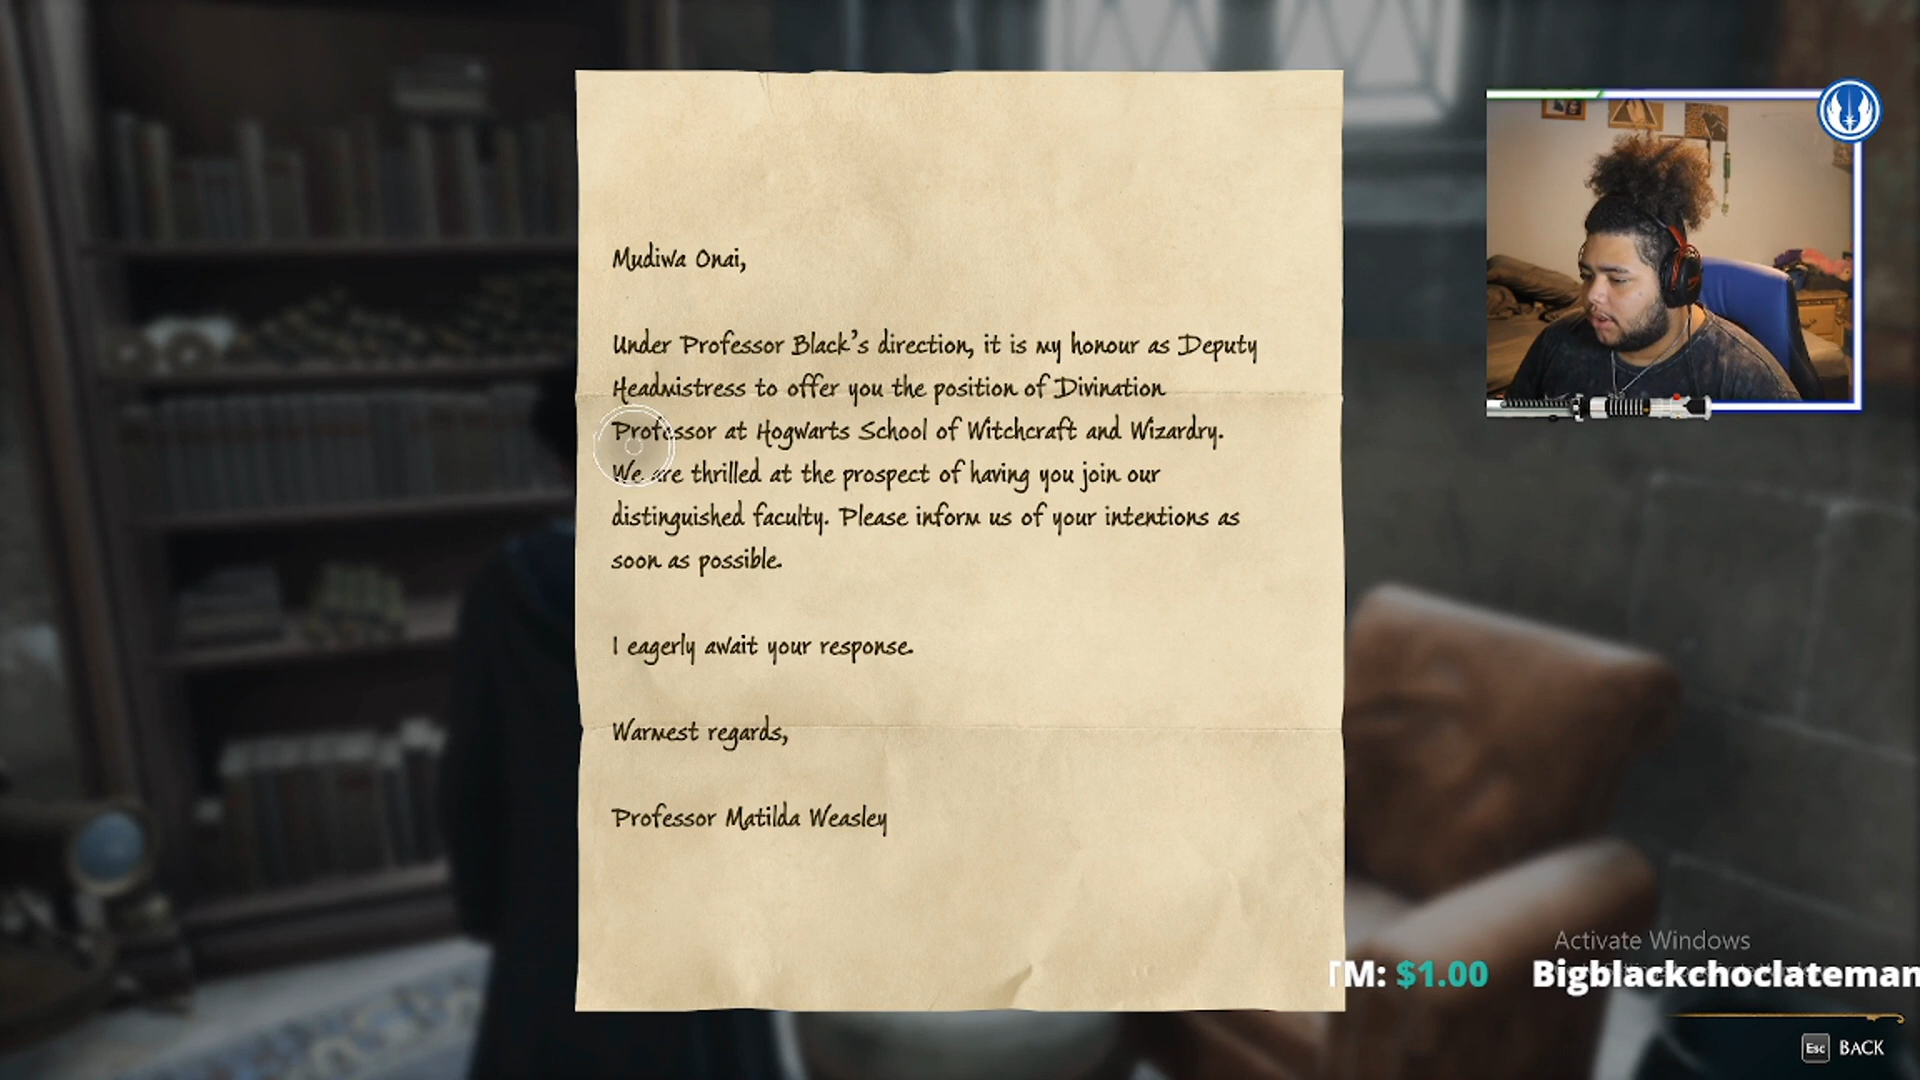 Mudiwa Onai,
Under Professor Black's direction, it is my honour as Deputy
Headmistress to offer you the position of Divination
Professor at Hogwarts School of Witchcraft and Wizardry.
We are thrilled at the prospect of having you join our
distinguished faculty. Please inform us of your intentions as
soon as possible.
I eagerly await your response.
Warmest regards,
Professor Matilda Weasley
Activate Windows
TM: $1.00 Bigblackchoclateman
Esc BACK